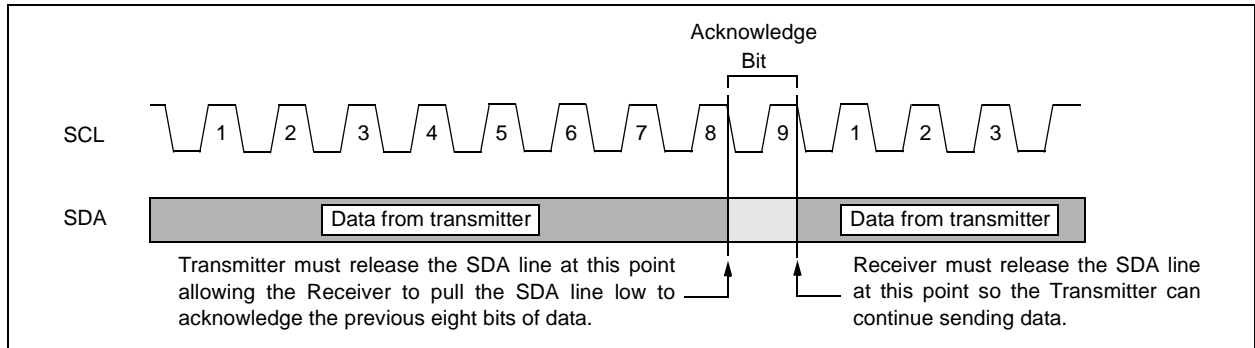 Acknowledge
Bit
SCL
1 2 3 4 5 6 7 8 9 1 2 3
SDA
Data from transmitter
Data from transmitter
Transmitter must release the SDA line at this point
allowing the Receiver to pull the SDA line low to
acknowledge the previous eight bits of data.
Receiver must release the SDA line
at this point so the Transmitter can
continue sending data.